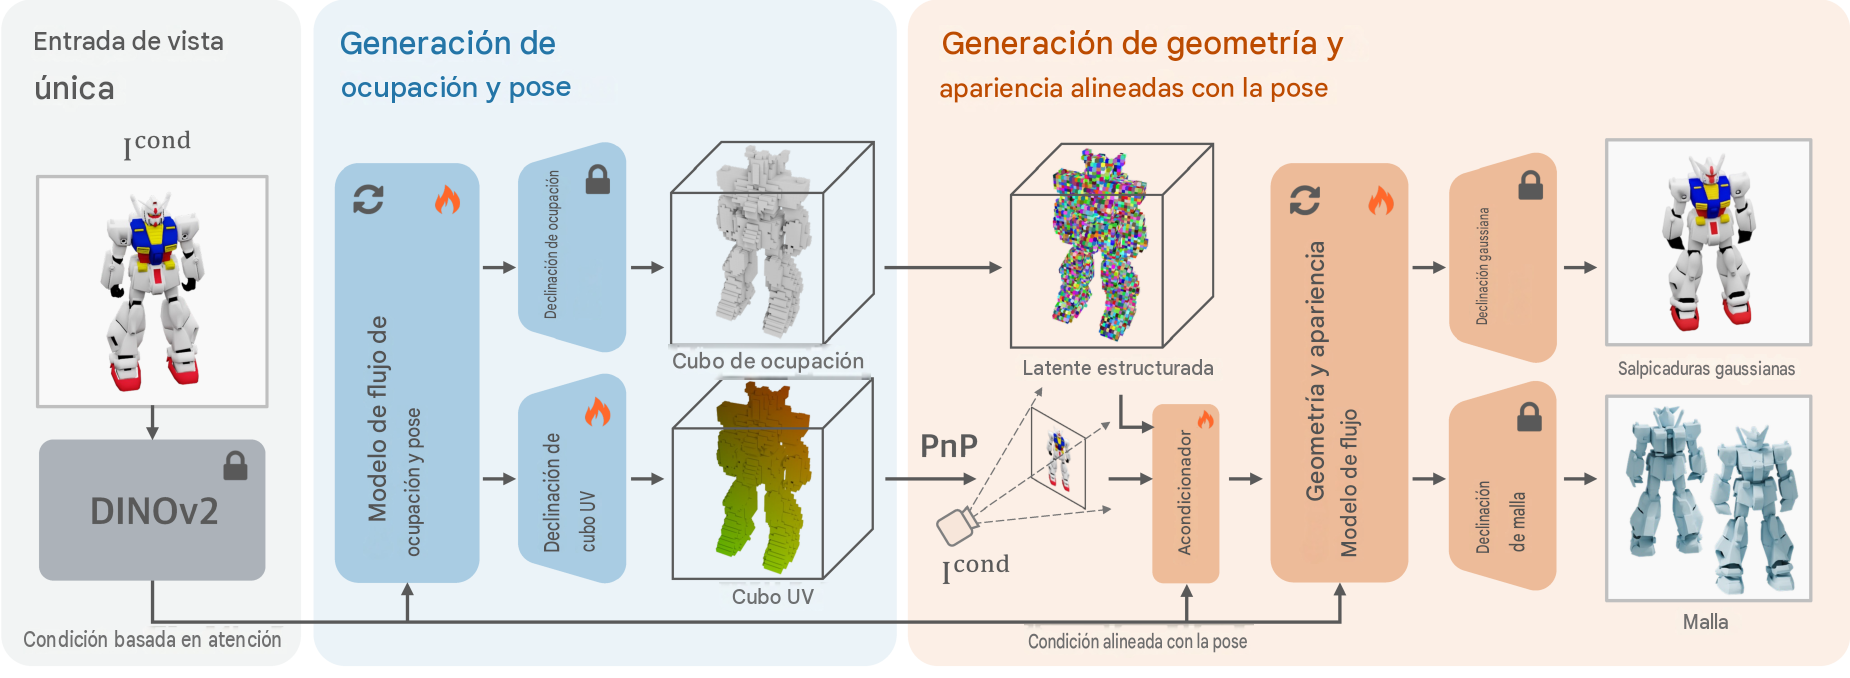 Entrada de vista
única
I^cond
DINOv2
Condición basada en atención
Generación de
ocupación y pose
Modelo de flujo de
ocupación y pose
Declinación de ocupación
Declinación de
cubo UV
Cubo de ocupación
Cubo UV
Generación de geometría y
apariencia alineadas con la pose
Latente estructurada
PnP
I^cond
Acondicionador
Condición alineada con la pose
Geometría y apariencia
Modelo de flujo
Declinación gaussiana
Declinación
de malla
Salpicaduras gaussianas
Malla